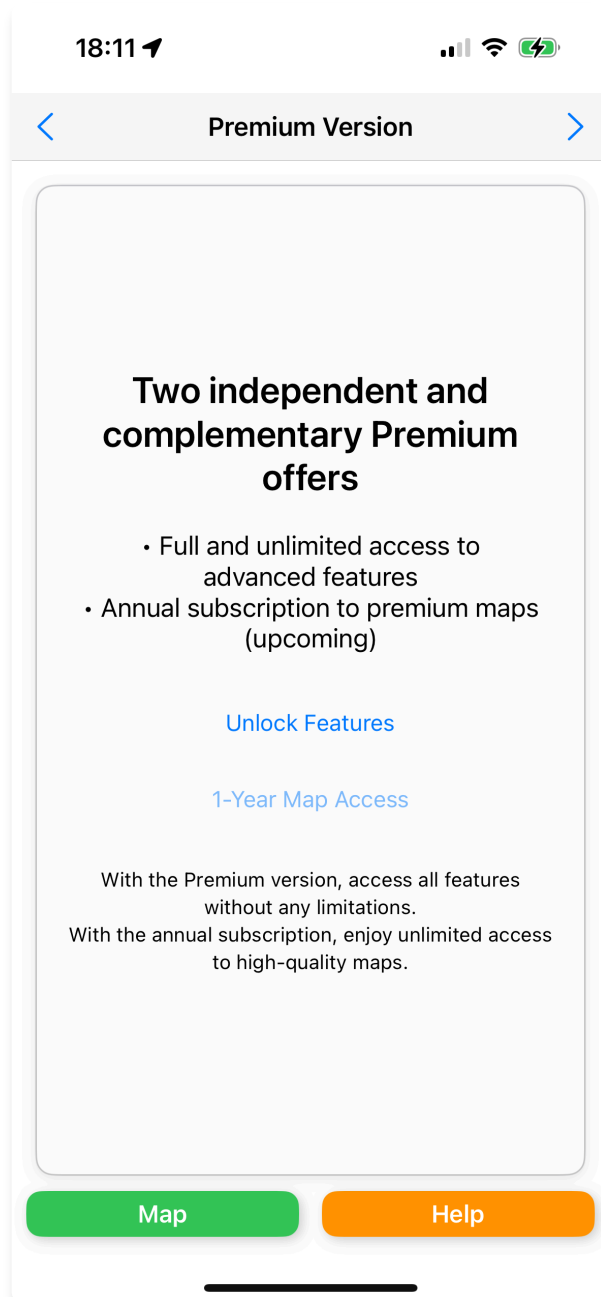 18:11
Premium Version
Two independent and
complementary Premium
offers
• Full and unlimited access to
advanced features
• Annual subscription to premium maps
(upcoming)
Unlock Features
1-Year Map Access
With the Premium version, access all features
without any limitations.
With the annual subscription, enjoy unlimited access
to high-quality maps.
Map
Help